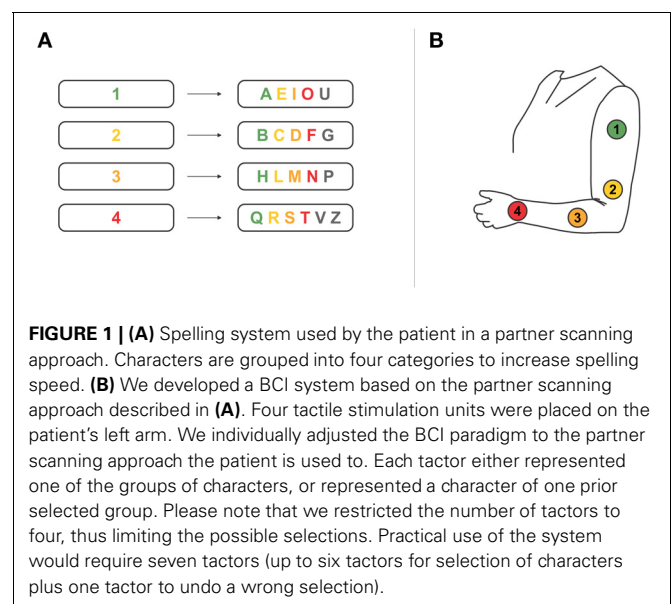 A
B
1 A E I O U
2 B C D F G
3 H L M N P
4 Q R S T V Z
1
2
3
4
FIGURE 1 | (A) Spelling system used by the patient in a partner scanning
approach. Characters are grouped into four categories to increase spelling
speed. (B) We developed a BCI system based on the partner scanning
approach described in (A). Four tactile stimulation units were placed on the
patient's left arm. We individually adjusted the BCI paradigm to the partner
scanning approach the patient is used to. Each tactor either represented
one of the groups of characters, or represented a character of one prior
selected group. Please note that we restricted the number of tactors to
four, thus limiting the possible selections. Practical use of the system
would require seven tactors (up to six tactors for selection of characters
plus one tactor to undo a wrong selection).